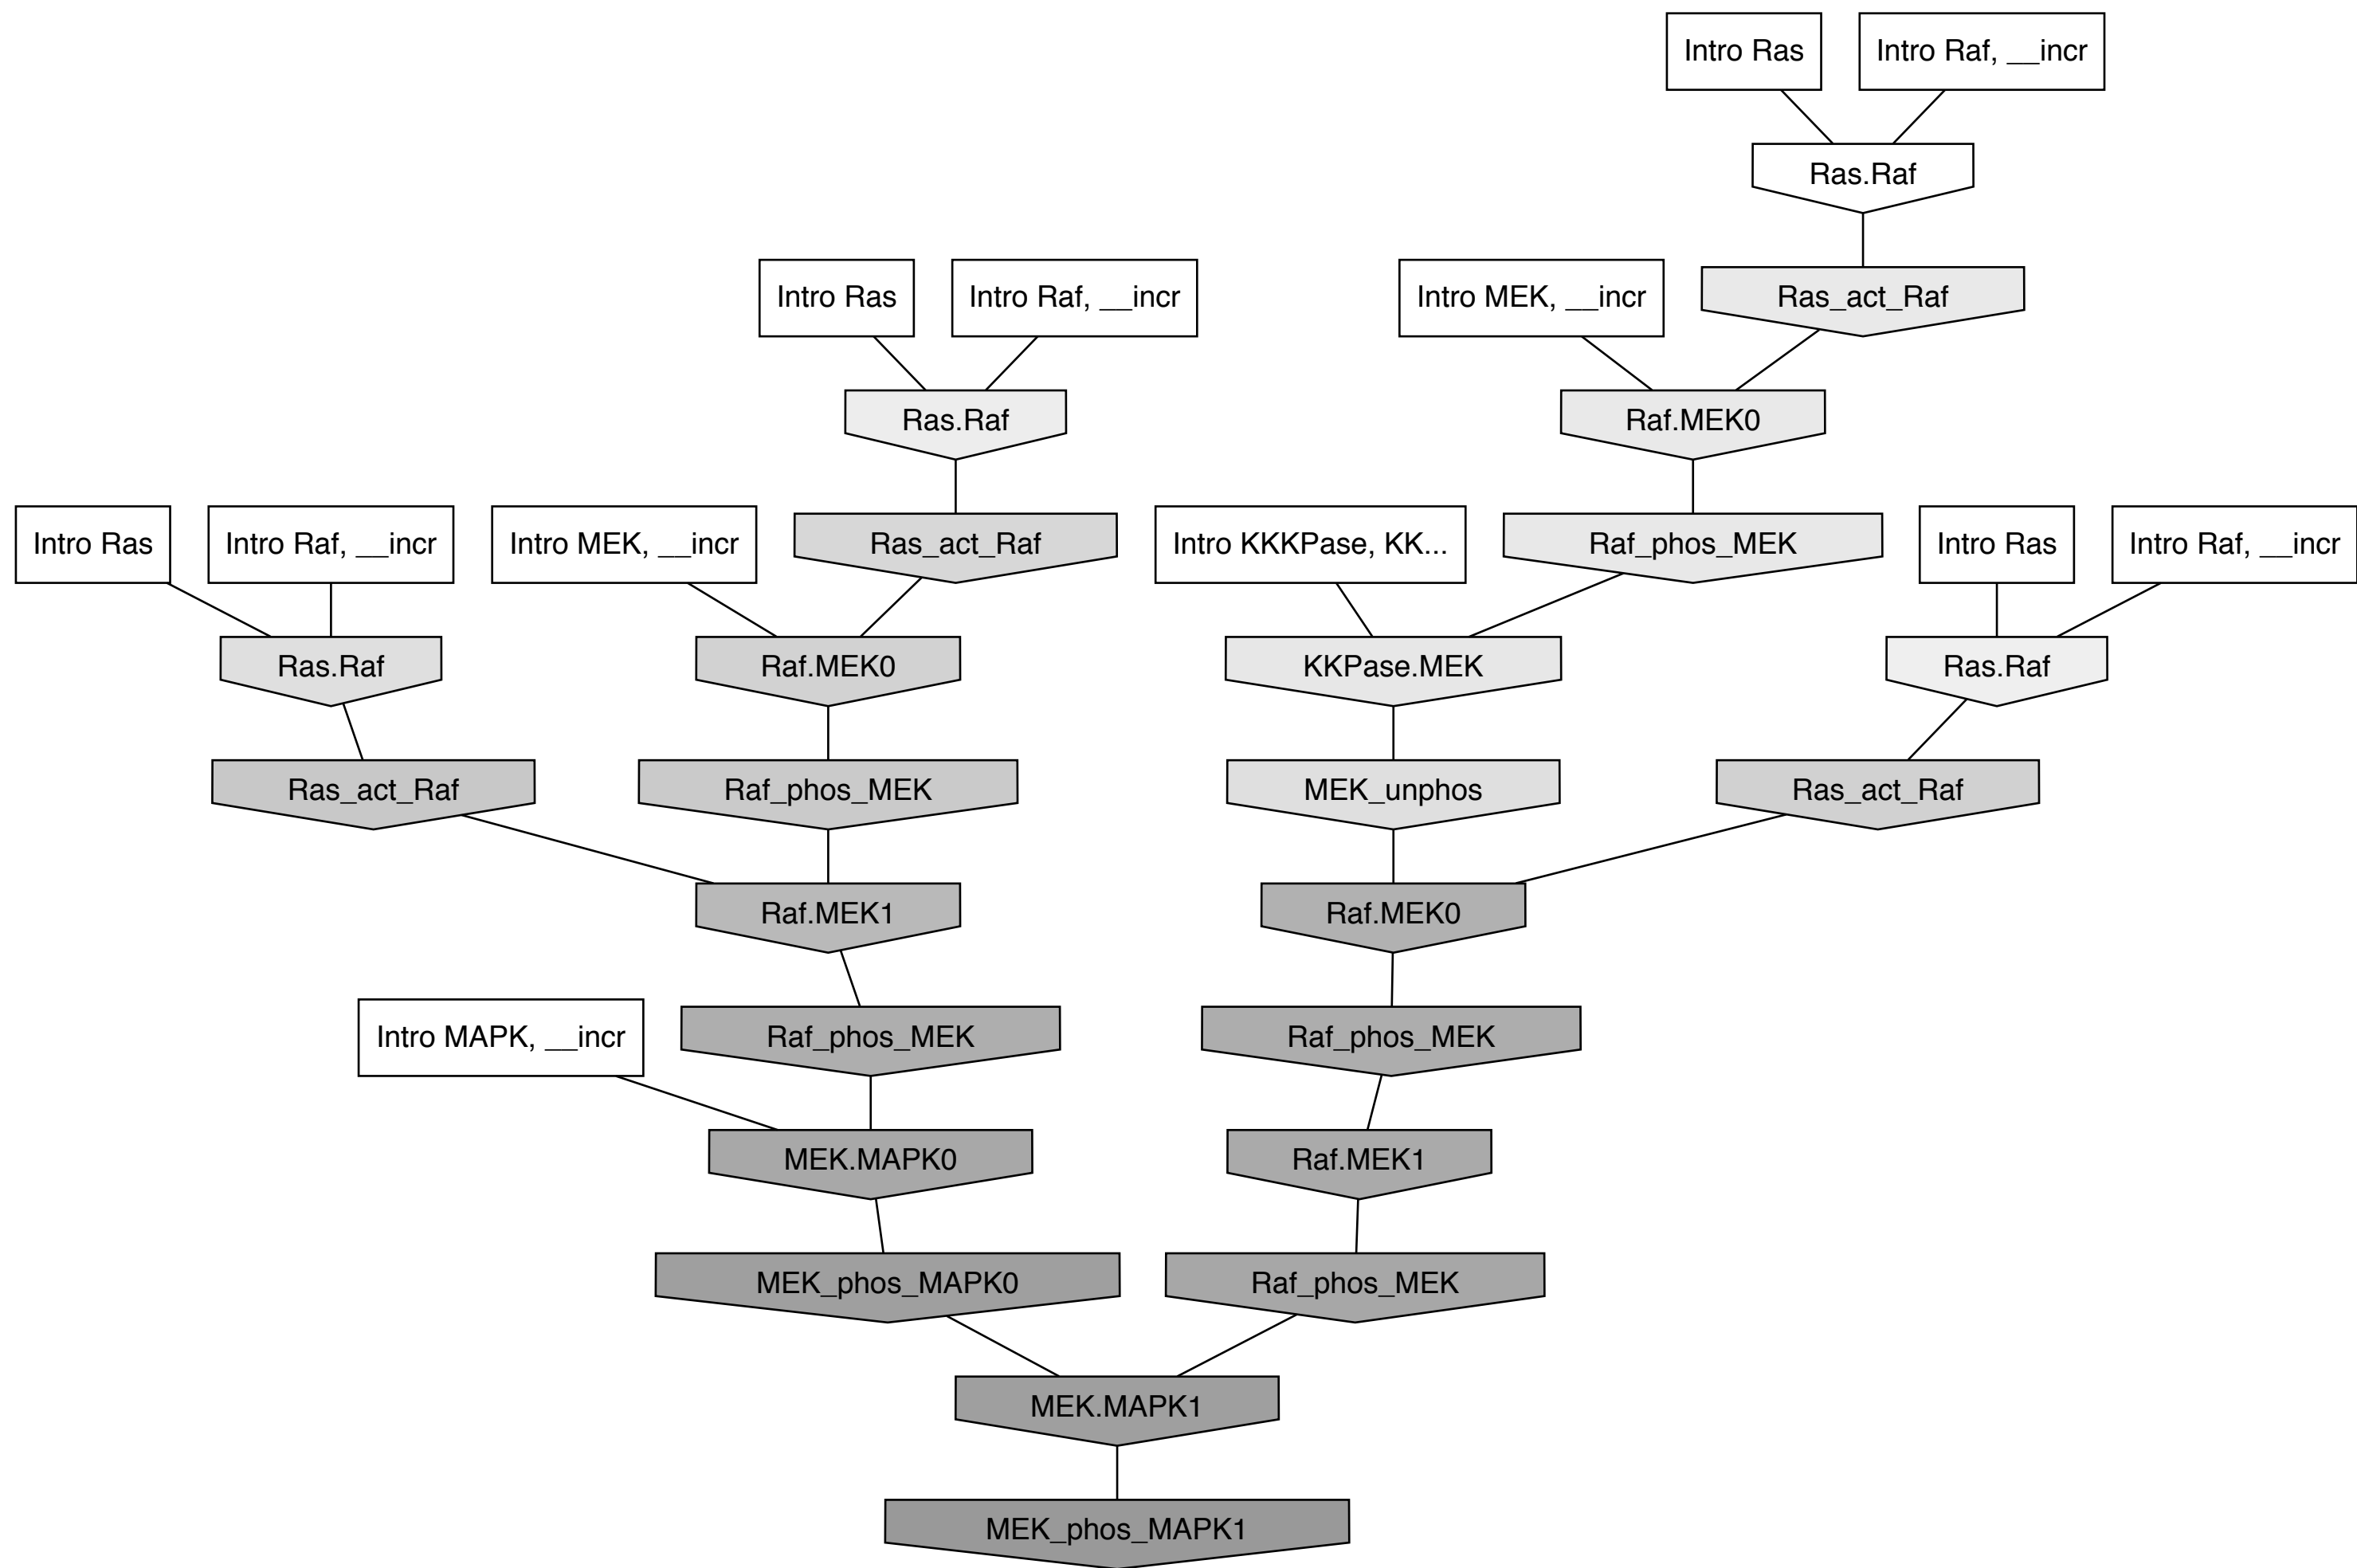 Intro Ras
Intro Raf, __incr
Ras.Raf
Intro Ras
Intro Raf, __incr
Intro MEK, __incr
Ras_act_Raf
Ras.Raf
Raf.MEK0
Intro Ras
Intro Raf, __incr
Intro MEK, __incr
Ras_act_Raf
Intro KKKPase, KK...
Raf_phos_MEK
Intro Ras
Intro Raf, __incr
Ras.Raf
Raf.MEK0
KKPase.MEK
Ras.Raf
Ras_act_Raf
Raf_phos_MEK
MEK_unphos
Ras_act_Raf
Raf.MEK1
Raf.MEK0
Intro MAPK, __incr
Raf_phos_MEK
Raf_phos_MEK
MEK.MAPK0
Raf.MEK1
MEK_phos_MAPK0
Raf_phos_MEK
MEK.MAPK1
MEK_phos_MAPK1